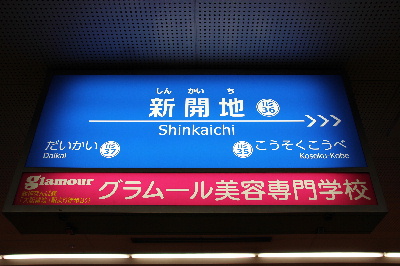 しんかいち
新開地
HS
36
Shinkaichi
だいかい
HS
37
Daikai
HS
35
こうそくこうべ
Kosoku Kobe
glamour
グラムール美容専門学校